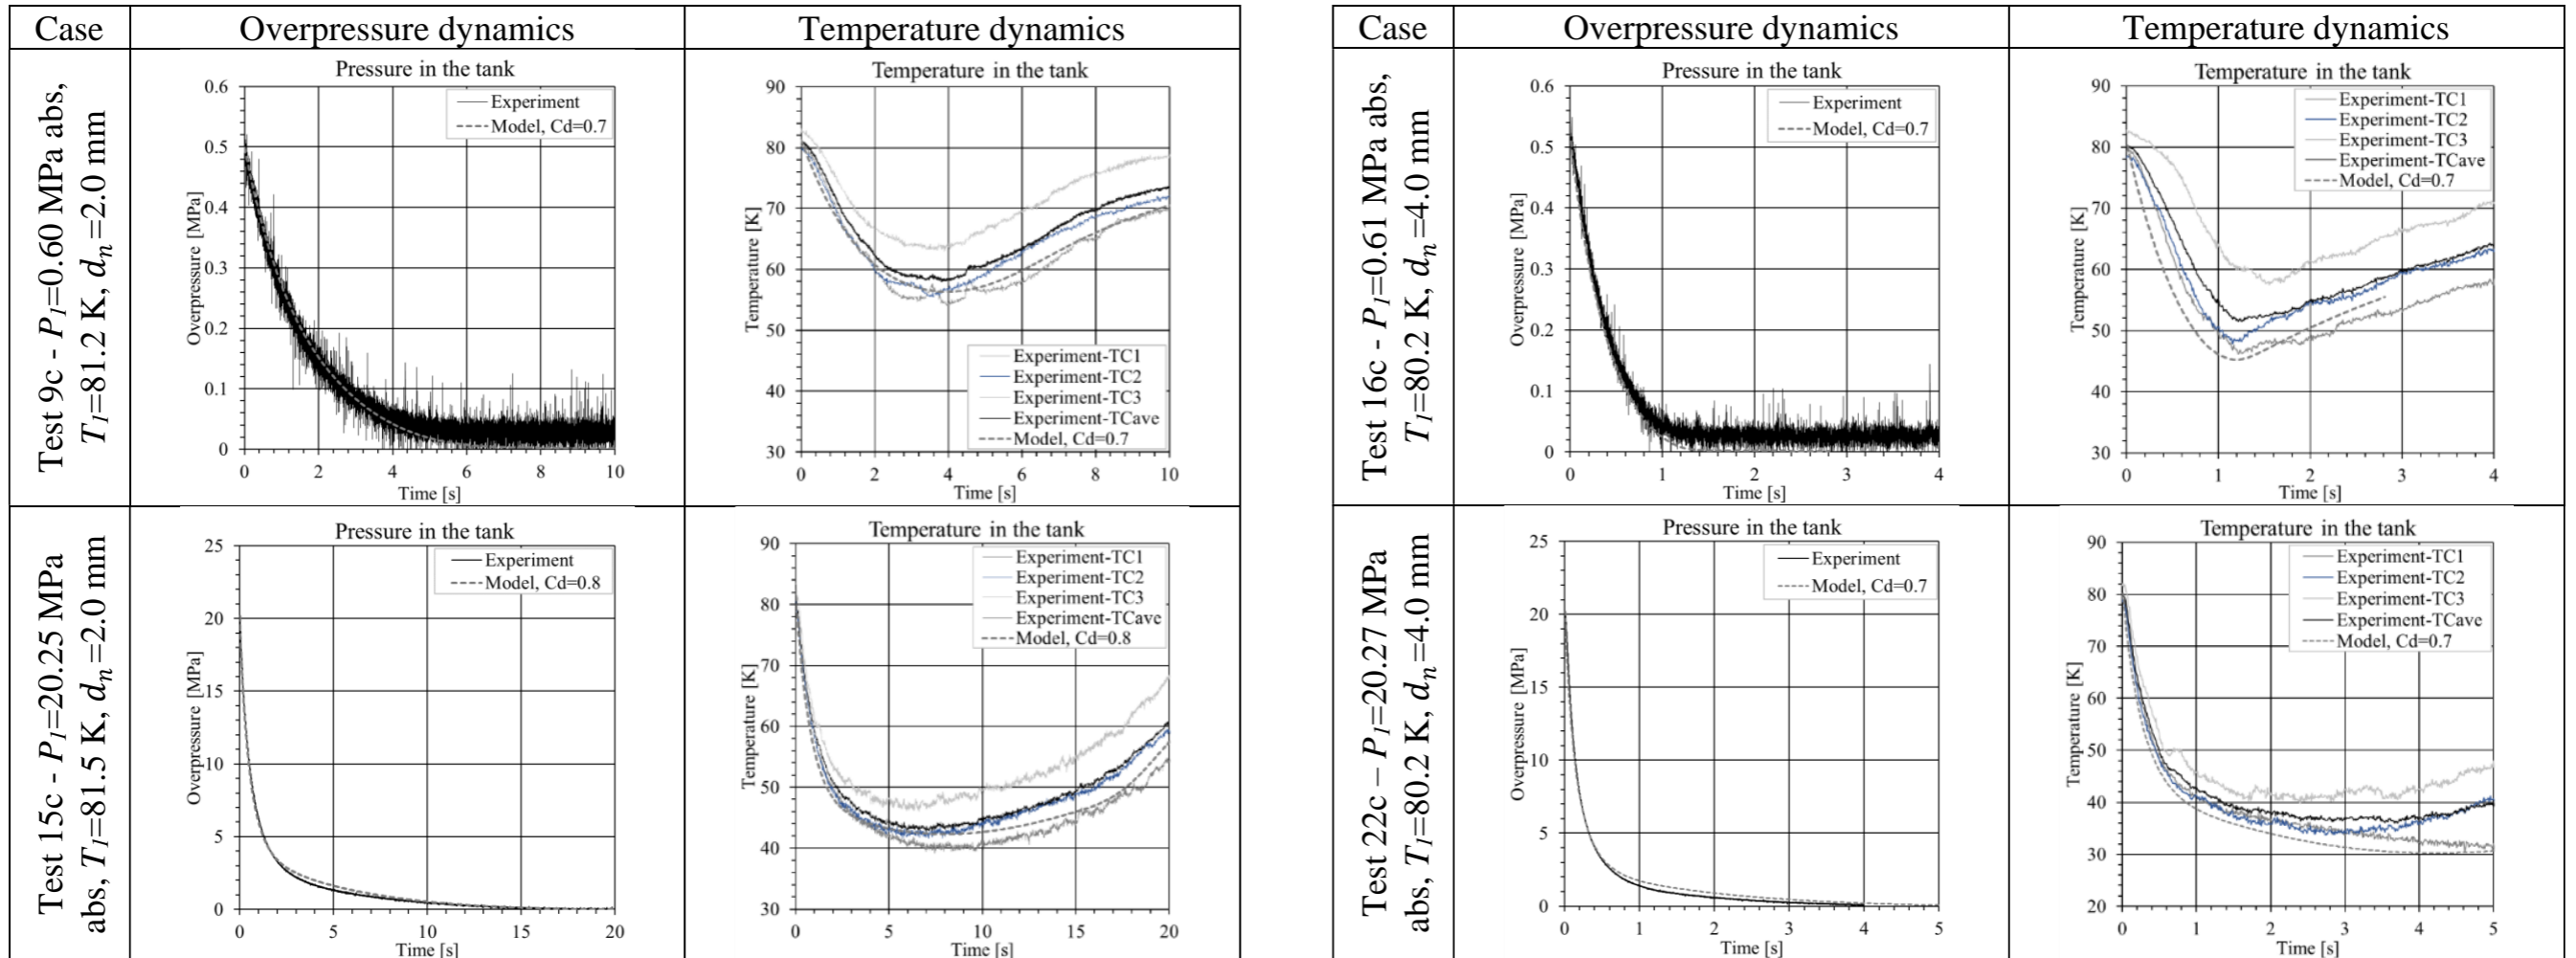 Case
Overpressure dynamics
Temperature dynamics
Test 9c - P1=0.60 MPa abs,
T1=81.2 K, dn=2.0 mm
Pressure in the tank
Overpressure [MPa]
0.6
0.5
0.4
0.3
0.2
0.1
0
Experiment
Model, Cd=0.7
0 2 4 6 8 10
Time [s]
Temperature in the tank
Temperature [K]
90
80
70
60
50
40
30
Experiment-TC1
Experiment-TC2
Experiment-TC3
Experiment-TCave
Model, Cd=0.7
0 2 4 6 8 10
Time [s]
Test 15c - P1=20.25 MPa
abs, T1=81.5 K, dn=2.0 mm
Pressure in the tank
Overpressure [MPa]
25
20
15
10
5
0
Experiment
Model, Cd=0.8
0 5 10 15 20
Time [s]
Temperature in the tank
Temperature [K]
90
80
70
60
50
40
30
Experiment-TC1
Experiment-TC2
Experiment-TC3
Experiment-TCave
Model, Cd=0.8
0 5 10 15 20
Time [s]
Case
Overpressure dynamics
Temperature dynamics
Test 16c - P1=0.61 MPa abs,
T1=80.2 K, dn=4.0 mm
Pressure in the tank
Overpressure [MPa]
0.6
0.5
0.4
0.3
0.2
0.1
0
Experiment
Model, Cd=0.7
0 1 2 3 4
Time [s]
Temperature in the tank
Temperature [K]
90
80
70
60
50
40
30
Experiment-TC1
Experiment-TC2
Experiment-TC3
Experiment-TCave
Model, Cd=0.7
0 1 2 3 4
Time [s]
Test 22c – P1=20.27 MPa
abs, T1=80.2 K, dn=4.0 mm
Pressure in the tank
Overpressure [MPa]
25
20
15
10
5
0
Experiment
Model, Cd=0.7
0 1 2 3 4 5
Time [s]
Temperature in the tank
Temperature [K]
90
80
70
60
50
40
30
20
Experiment-TC1
Experiment-TC2
Experiment-TC3
Experiment-TCave
Model, Cd=0.7
0 1 2 3 4 5
Time [s]